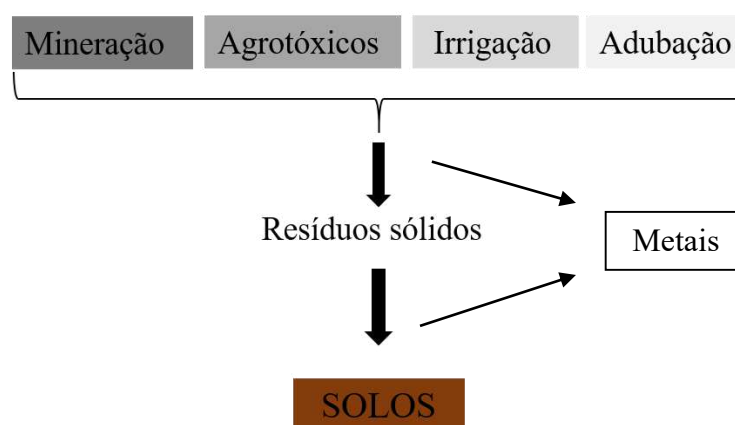 Mineração Agrotóxicos Irrigação Adubação
Resíduos sólidos
Metais
SOLOS